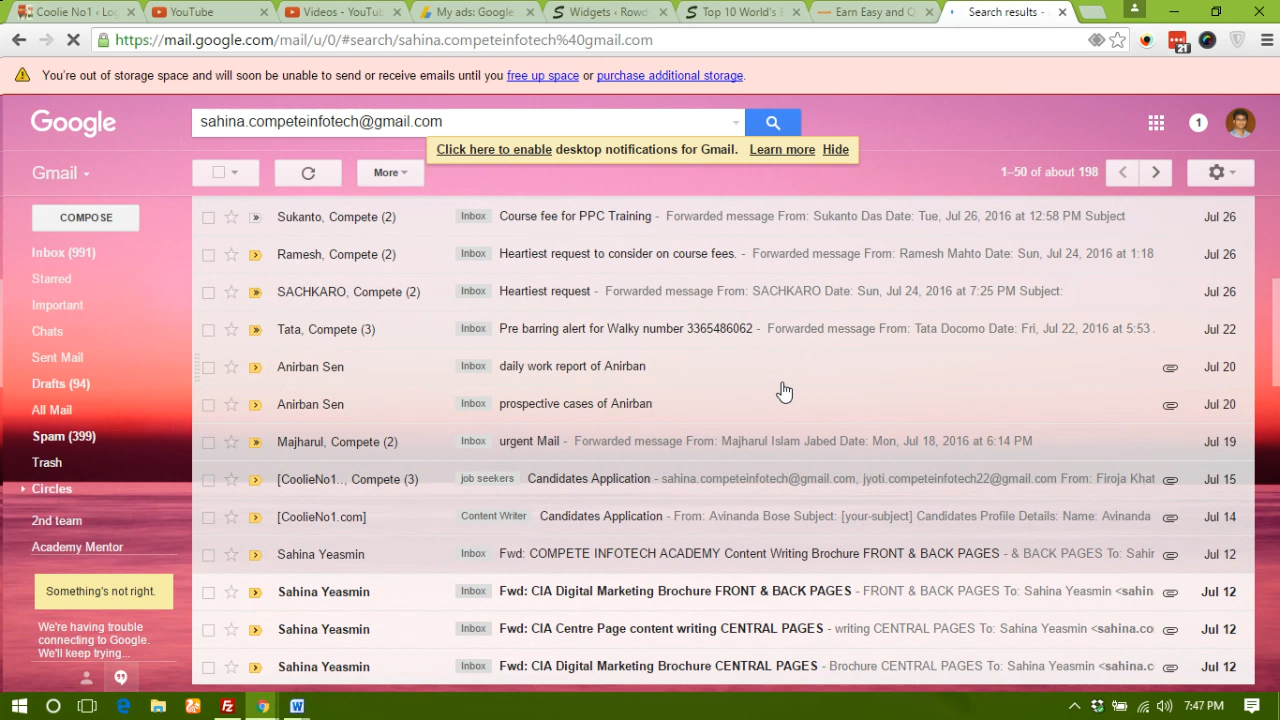 Coolie No1 ‹ Log
YouTube
Videos - YouTub
My ads: Google
Widgets ‹ Rowd
Top 10 World's B
Earn Easy and Q
Search results -
https://mail.google.com/mail/u/0/#search/sahina.competeinfotech%40gmail.com
21
You're out of storage space and will soon be unable to send or receive emails until you free up space or purchase additional storage.
Google
sahina.competeinfotech@gmail.com
1
Click here to enable desktop notifications for Gmail. Learn more Hide
Gmail
More
1–50 of about 198
COMPOSE
Inbox (991)
Starred
Important
Chats
Sent Mail
Drafts (94)
All Mail
Spam (399)
Trash
Circles
2nd team
Academy Mentor
Something's not right.
We're having trouble
connecting to Google.
We'll keep trying...
Sukanto, Compete (2) Inbox Course fee for PPC Training - Forwarded message From: Sukanto Das Date: Tue, Jul 26, 2016 at 12:58 PM Subject Jul 26
Ramesh, Compete (2) Inbox Heartiest request to consider on course fees. - Forwarded message From: Ramesh Mahto Date: Sun, Jul 24, 2016 at 1:18 Jul 26
SACHKARO, Compete (2) Inbox Heartiest request - Forwarded message From: SACHKARO Date: Sun, Jul 24, 2016 at 7:25 PM Subject: Jul 26
Tata, Compete (3) Inbox Pre barring alert for Walky number 3365486062 - Forwarded message From: Tata Docomo Date: Fri, Jul 22, 2016 at 5:53 Jul 22
Anirban Sen Inbox daily work report of Anirban Jul 20
Anirban Sen Inbox prospective cases of Anirban Jul 20
Majharul, Compete (2) Inbox urgent Mail - Forwarded message From: Majharul Islam Jabed Date: Mon, Jul 18, 2016 at 6:14 PM Jul 19
[CoolieNo1.., Compete (3) job seekers Candidates Application - sahina.competeinfotech@gmail.com, jyoti.competeinfotech22@gmail.com From: Firoja Khat Jul 15
[CoolieNo1.com] Content Writer Candidates Application - From: Avinanda Bose Subject: [your-subject] Candidates Profile Details: Name: Avinanda Jul 14
Sahina Yeasmin Inbox Fwd: COMPETE INFOTECH ACADEMY Content Writing Brochure FRONT & BACK PAGES - & BACK PAGES To: Sahir Jul 12
Sahina Yeasmin Inbox Fwd: CIA Digital Marketing Brochure FRONT & BACK PAGES - FRONT & BACK PAGES To: Sahina Yeasmin <sahin Jul 12
Sahina Yeasmin Inbox Fwd: CIA Centre Page content writing CENTRAL PAGES - writing CENTRAL PAGES To: Sahina Yeasmin <sahina.co Jul 12
Sahina Yeasmin Inbox Fwd: CIA Digital Marketing Brochure CENTRAL PAGES - Brochure CENTRAL PAGES To: Sahina Yeasmin <sahina.c Jul 12
7:47 PM